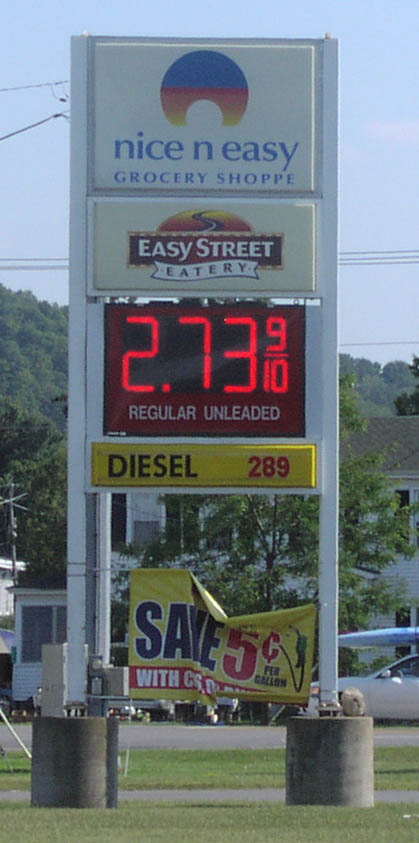 nice n easy
GROCERY SHOPPE
EASY STREET
EATERY
2.73 9/10
REGULAR UNLEADED
DIESEL 289
SAVE 5¢
PER
GALLON
WITH